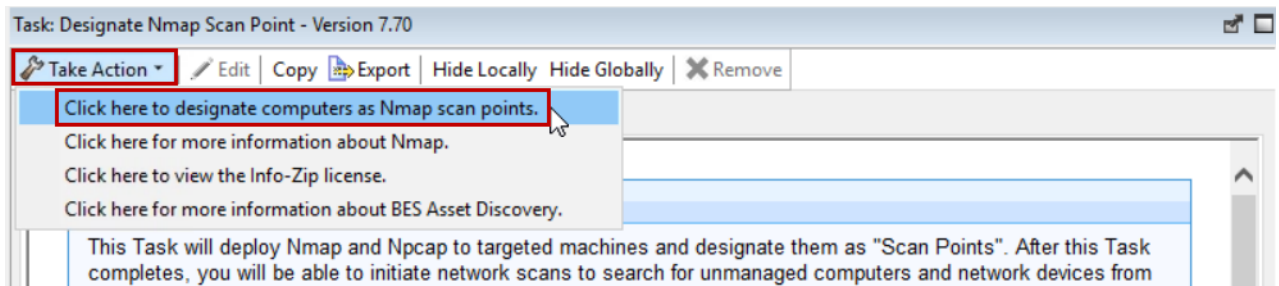 Task: Designate Nmap Scan Point - Version 7.70
Take Action Edit Copy Export Hide Locally Hide Globally Remove
Click here to designate computers as Nmap scan points.
Click here for more information about Nmap.
Click here to view the Info-Zip license.
Click here for more information about BES Asset Discovery.
This Task will deploy Nmap and Npcap to targeted machines and designate them as "Scan Points". After this Task
completes, you will be able to initiate network scans to search for unmanaged computers and network devices from